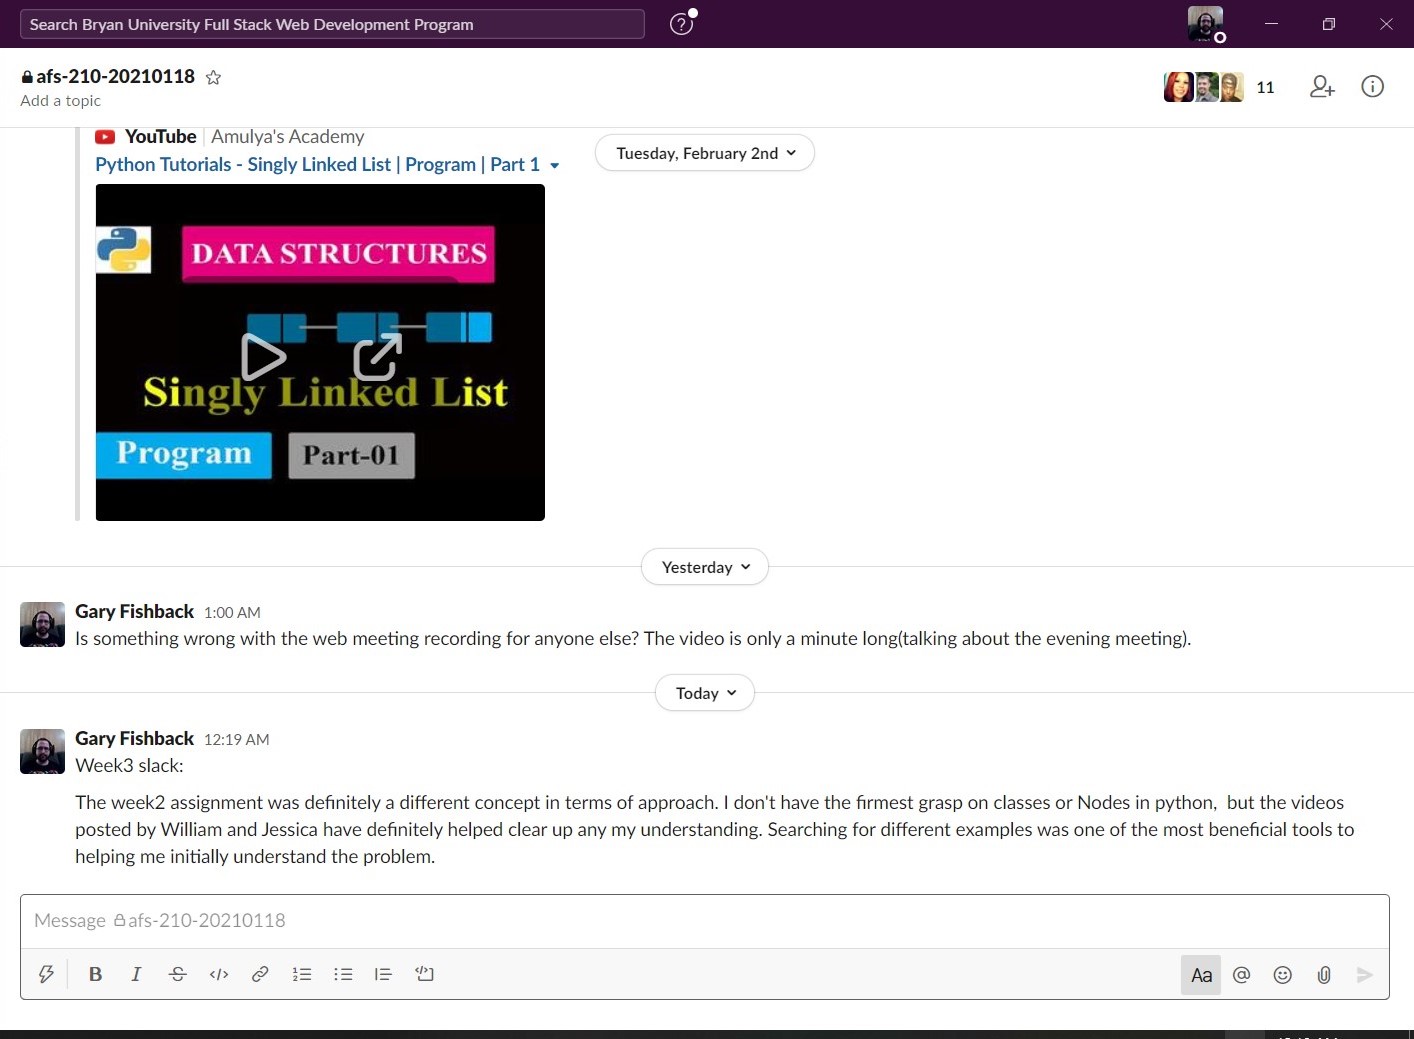 Search Bryan University Full Stack Web Development Program
afs-210-20210118
11
Add a topic
YouTube Amulya's Academy
Tuesday, February 2nd
Python Tutorials - Singly Linked List | Program | Part 1
DATA STRUCTURES
Singly Linked List
Program Part-01
Yesterday
Gary Fishback 1:00 AM
Is something wrong with the web meeting recording for anyone else? The video is only a minute long(talking about the evening meeting).
Today
Gary Fishback 12:19 AM
Week3 slack:
The week2 assignment was definitely a different concept in terms of approach. I don't have the firmest grasp on classes or Nodes in python,  but the videos
posted by William and Jessica have definitely helped clear up any my understanding. Searching for different examples was one of the most beneficial tools to
helping me initially understand the problem.
Message afs-210-20210118
B I S </> Aa @